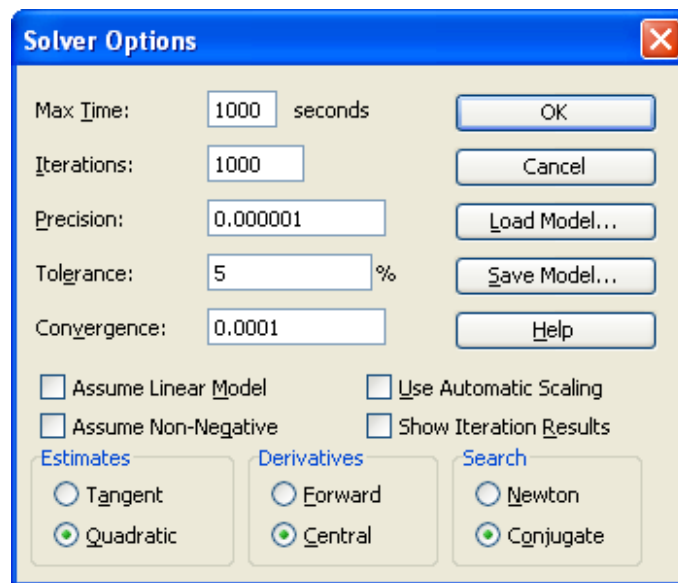 Solver Options
Max Time: 1000 seconds OK
Iterations: 1000 Cancel
Precision: 0.000001 Load Model...
Tolerance: 5 % Save Model...
Convergence: 0.0001 Help
Assume Linear Model Use Automatic Scaling
Assume Non-Negative Show Iteration Results
Estimates Derivatives Search
Tangent Forward Newton
Quadratic Central Conjugate